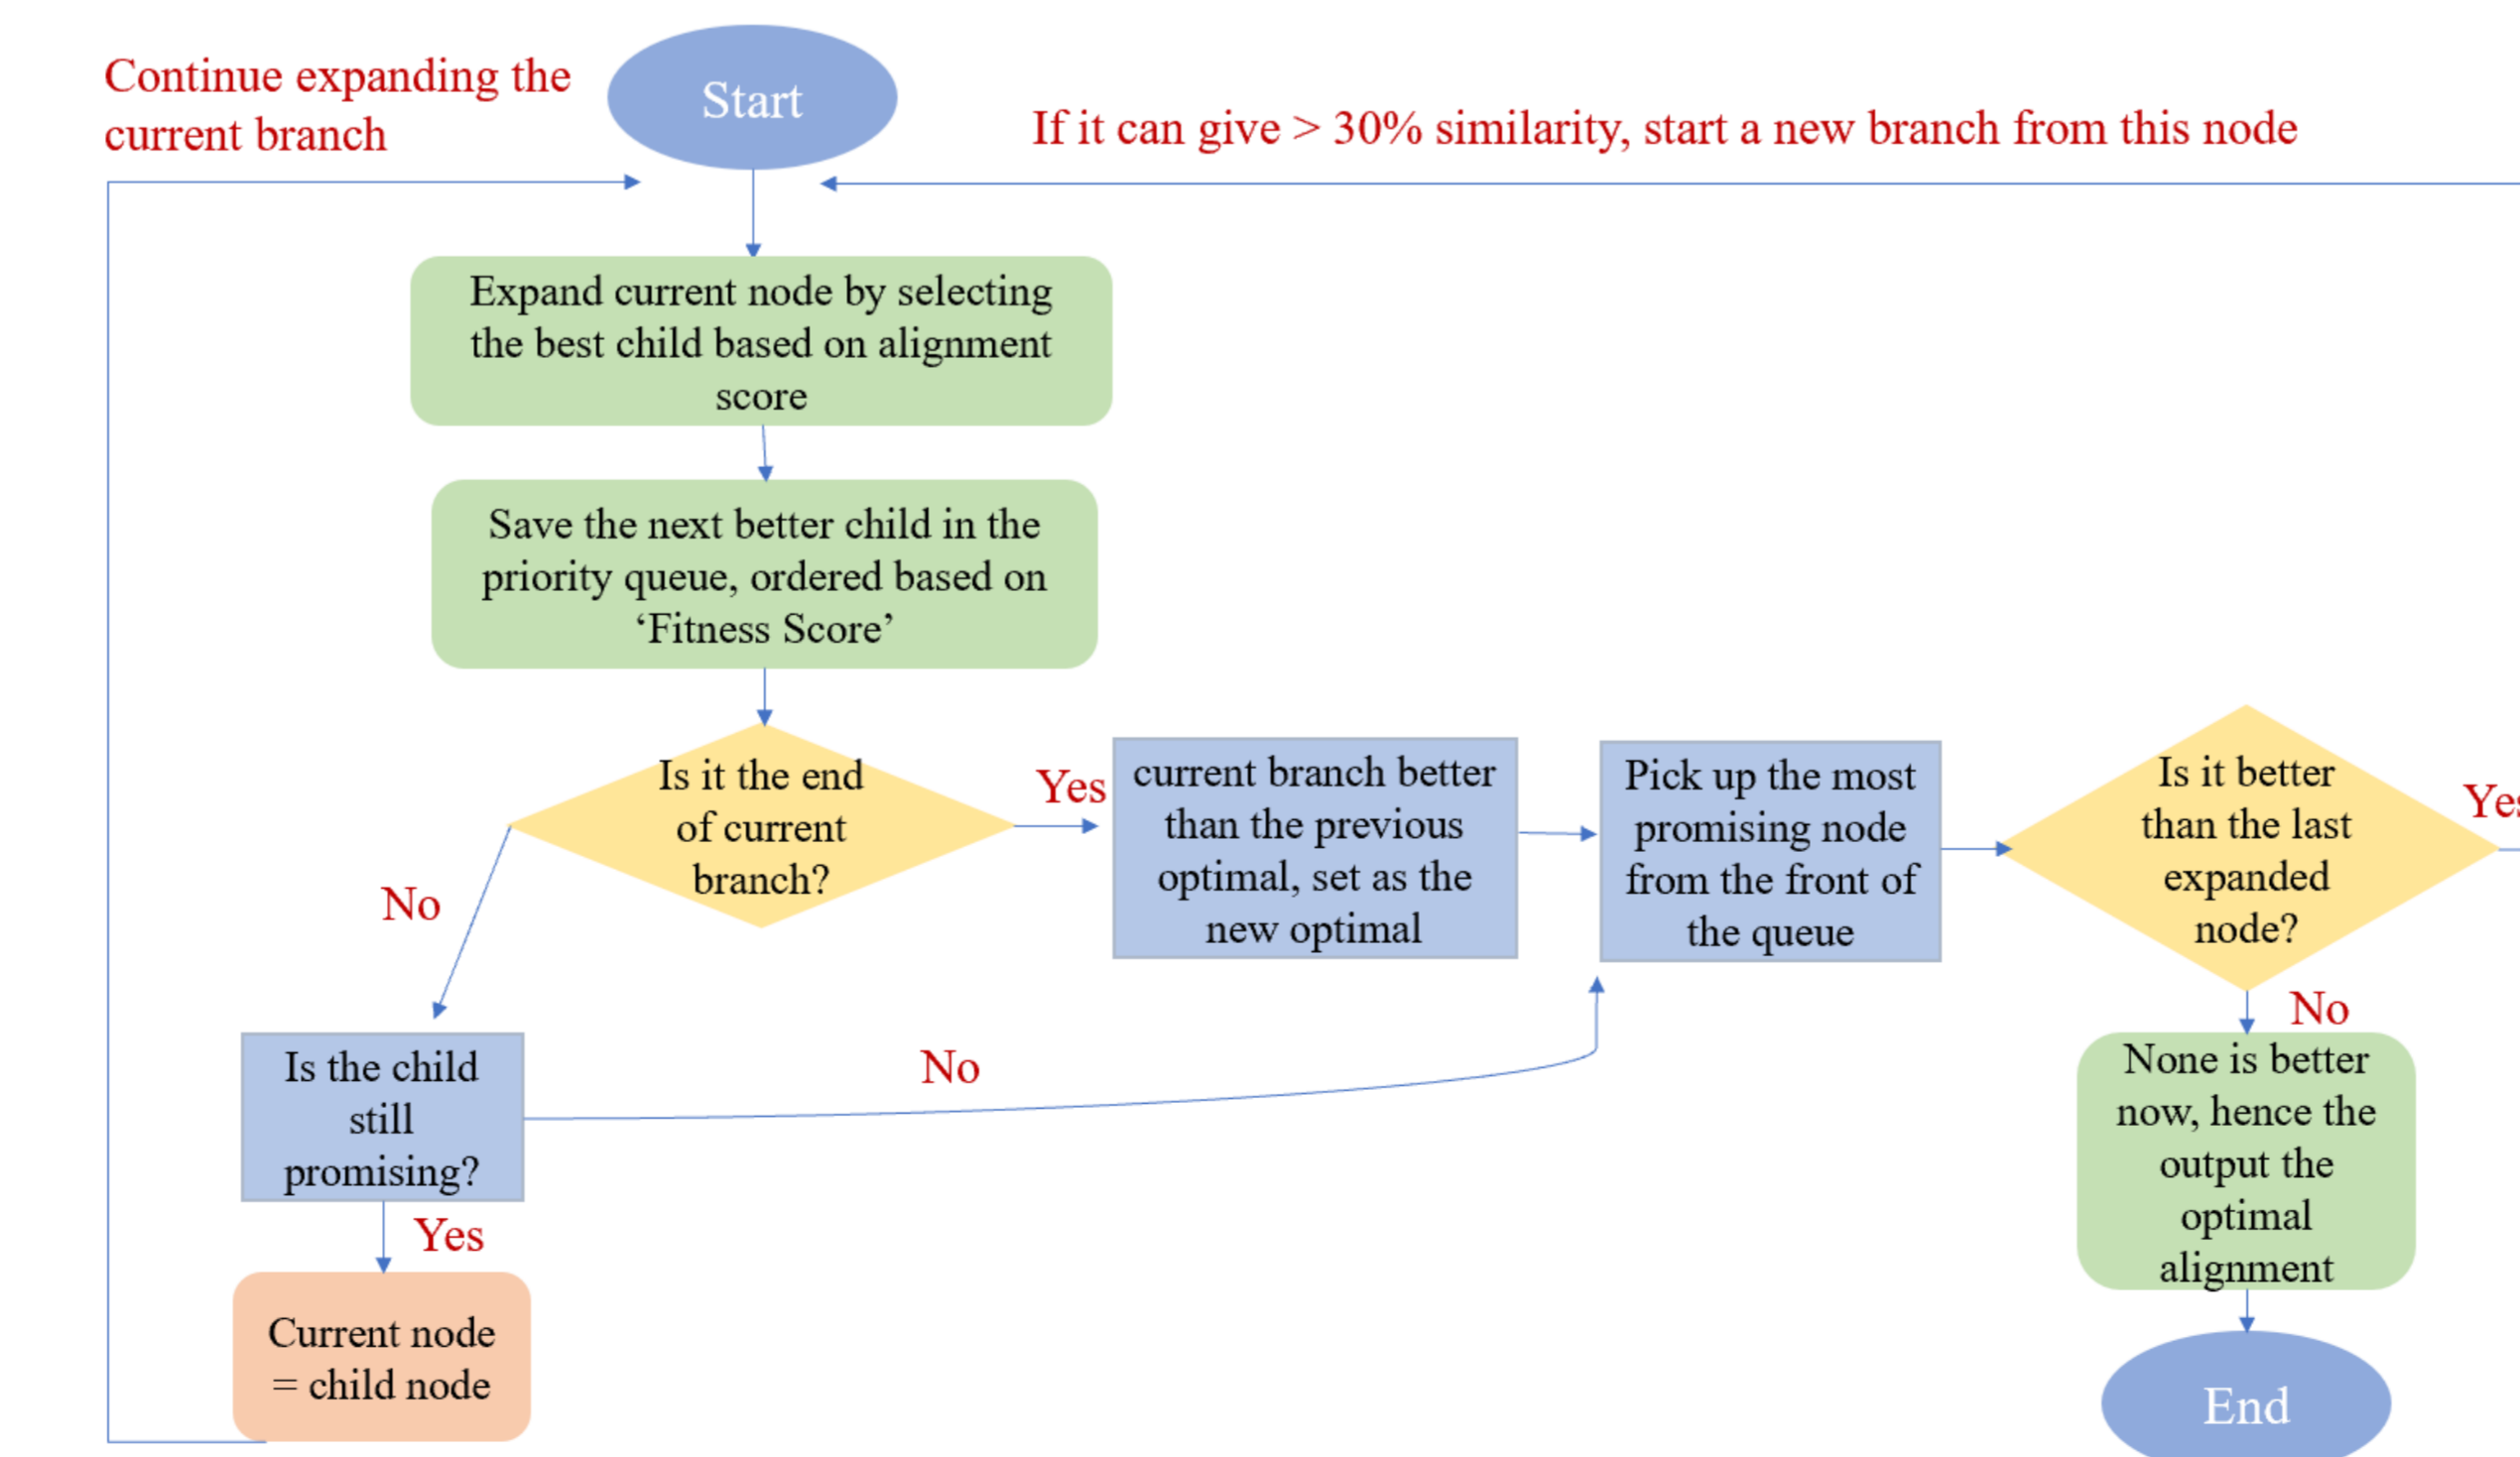 Continue expanding the
current branch
Start
If it can give > 30% similarity, start a new branch from this node
Expand current node by selecting
the best child based on alignment
score
Save the next better child in the
priority queue, ordered based on
‘Fitness Score’
Is it the end
of current
branch?
Yes
current branch better
than the previous
optimal, set as the
new optimal
Pick up the most
promising node
from the front of
the queue
Is it better
than the last
expanded
node?
Yes
No
No
Is the child
still
promising?
No
Yes
Current node
= child node
None is better
now, hence the
output the
optimal
alignment
End